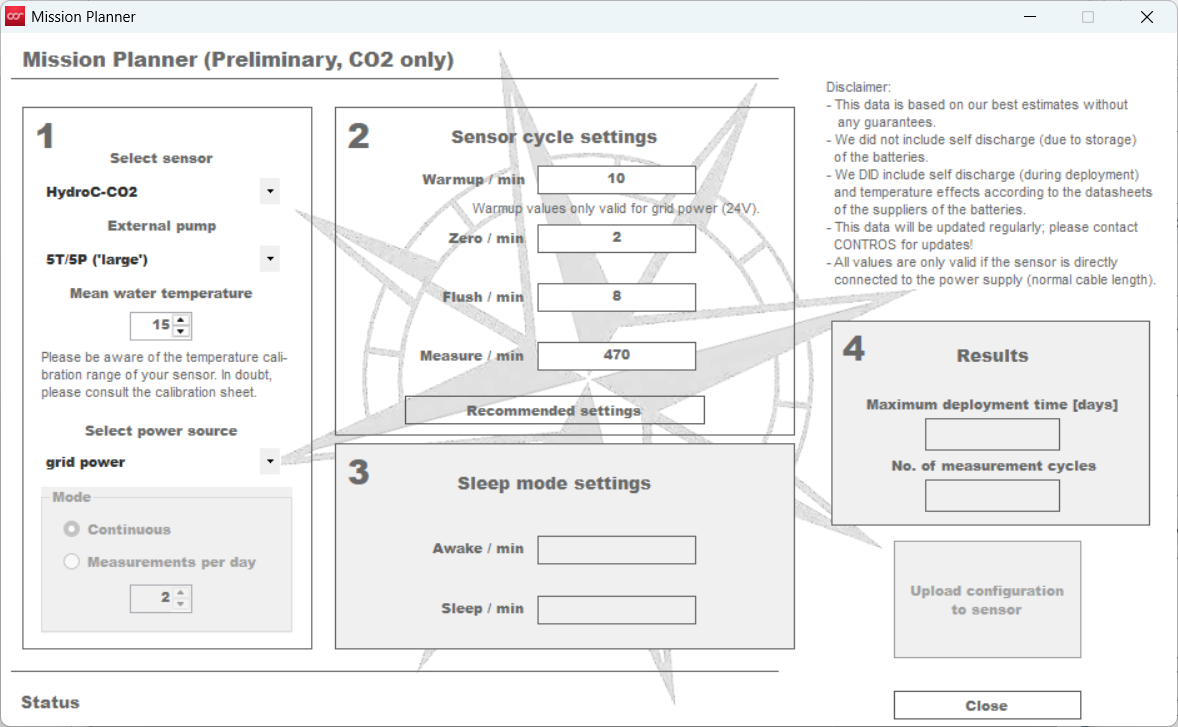 Mission Planner
Mission Planner (Preliminary, CO2 only)
1
Select sensor
HydroC-CO2
External pump
5T/5P ('large')
Mean water temperature
15
Please be aware of the temperature cali-
bration range of your sensor. In doubt,
please consult the calibration sheet.
Select power source
grid power
Mode
Continuous
Measurements per day
2
2
Sensor cycle settings
Warmup / min
10
Warmup values only valid for grid power (24V).
Zero / min
2
Flush / min
8
Measure / min
470
Recommended settings
3
Sleep mode settings
Awake / min
Sleep / min
Disclaimer:
- This data is based on our best estimates without
any guarantees.
- We did not include self discharge (due to storage)
of the batteries.
- We DID include self discharge (during deployment)
and temperature effects according to the datasheets
of the suppliers of the batteries.
- This data will be updated regularly; please contact
CONTROS for updates!
- All values are only valid if the sensor is directly
connected to the power supply (normal cable length).
4
Results
Maximum deployment time [days]
No. of measurement cycles
Upload configuration
to sensor
Status
Close